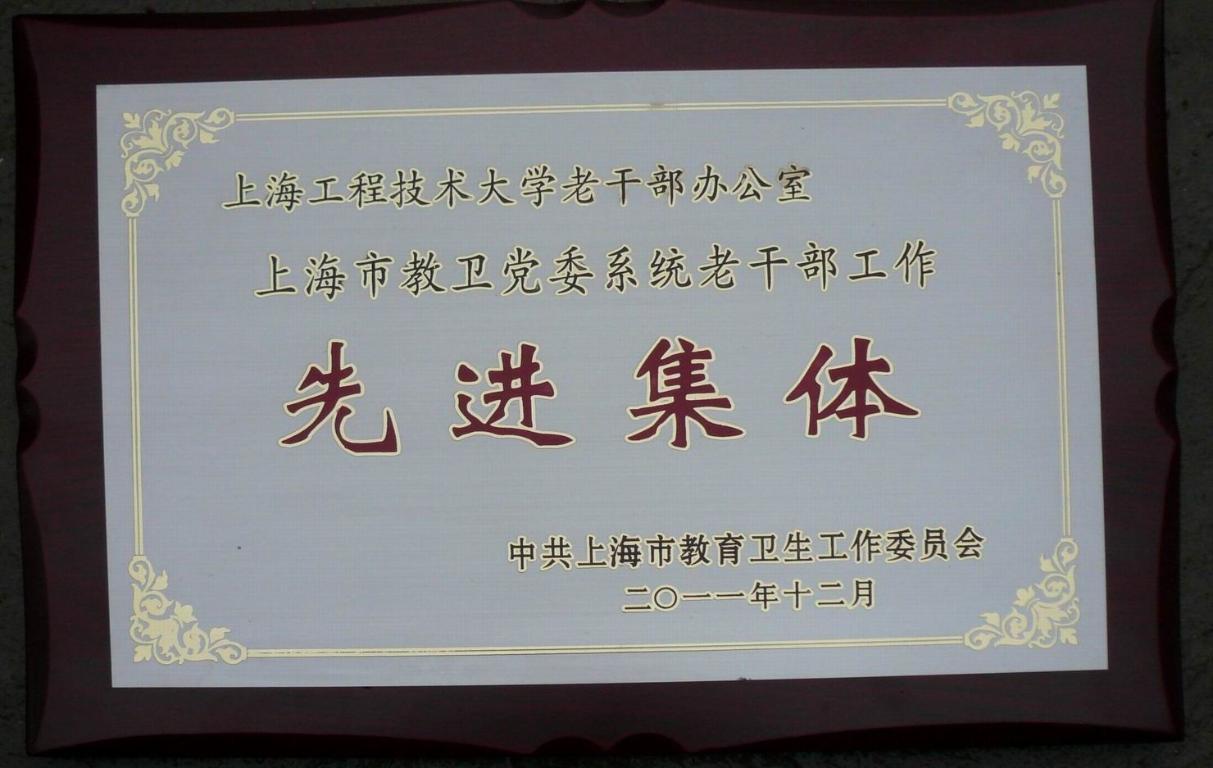 上海工程技术大学老干部办公室
上海市教卫党委系统老干部工作
先进集体
中共上海市教育卫生工作委员会
二〇一一年十二月